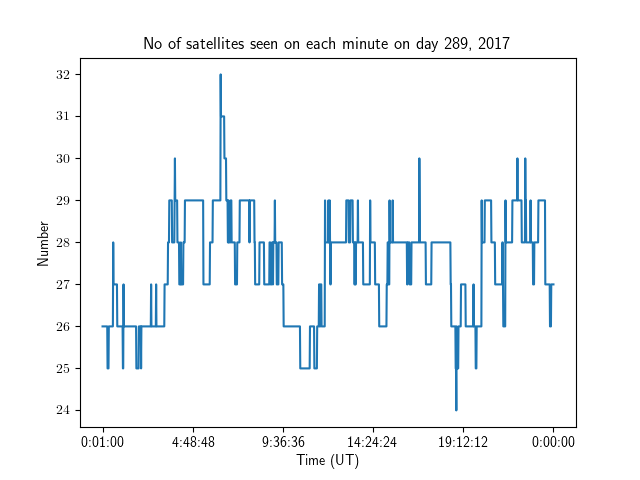 No of satellites seen on each minute on day 289, 2017
32
31
30
29
28
27
26
25
24
Number
0:01:00 4:48:48 9:36:36 14:24:24 19:12:12 0:00:00
Time (UT)